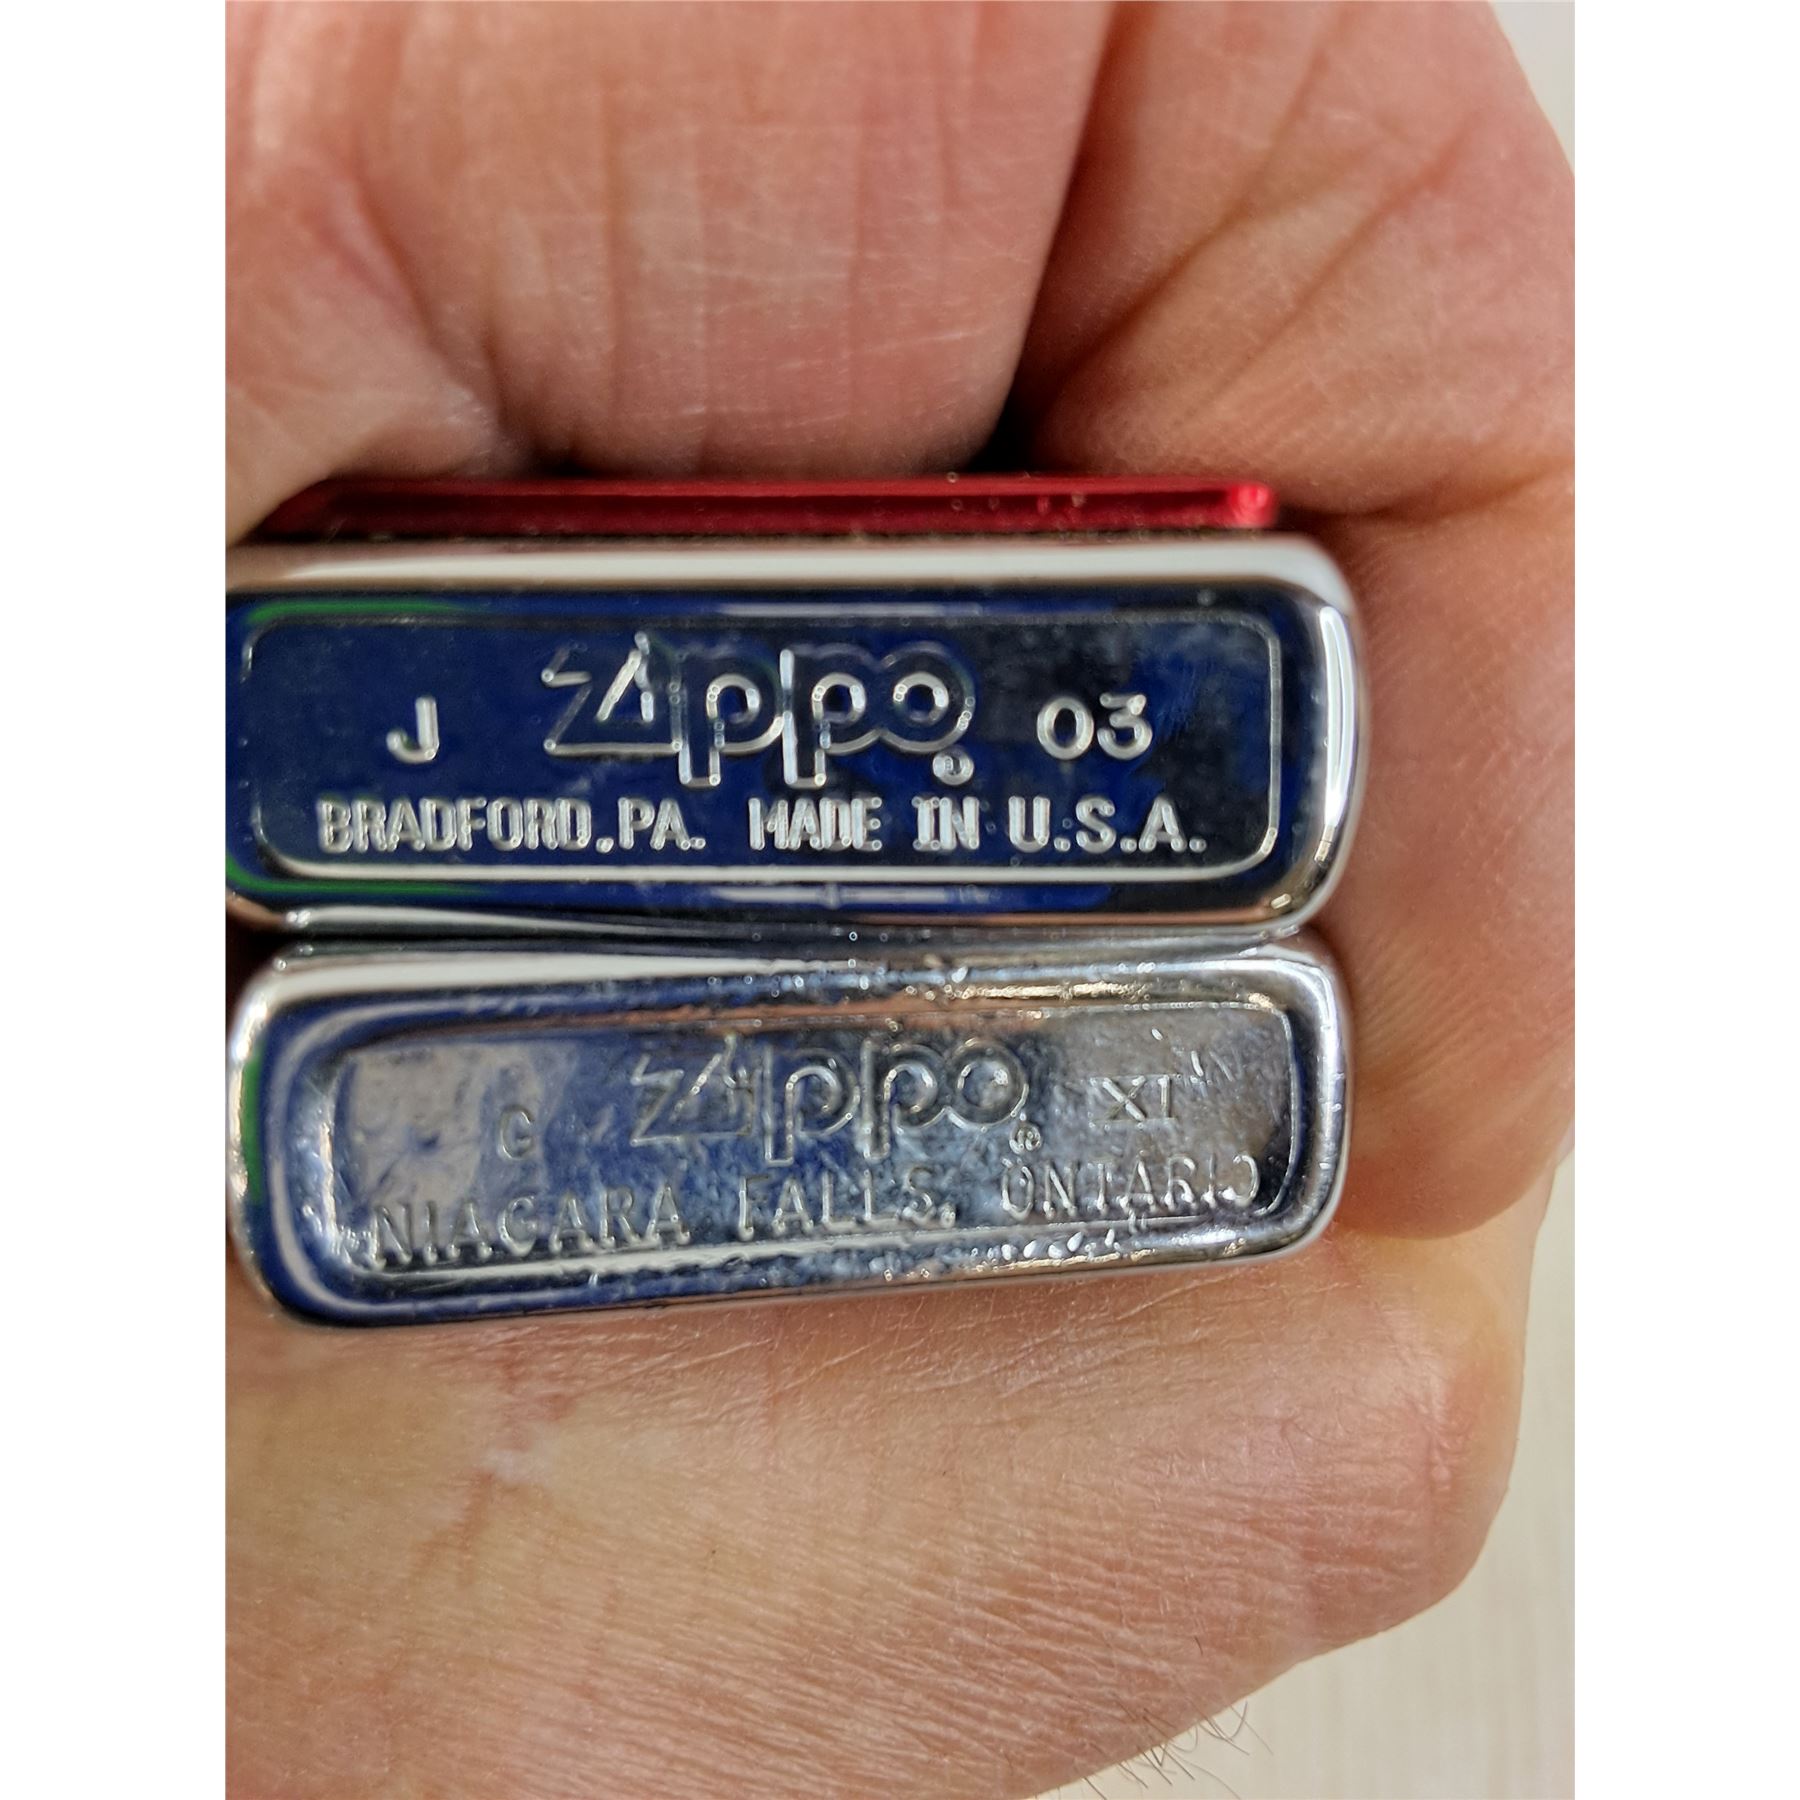 J Zippo ® 03
BRADFORD, PA. MADE IN U.S.A.
G Zippo ® XI
NIAGARA FALLS, ONTARIO